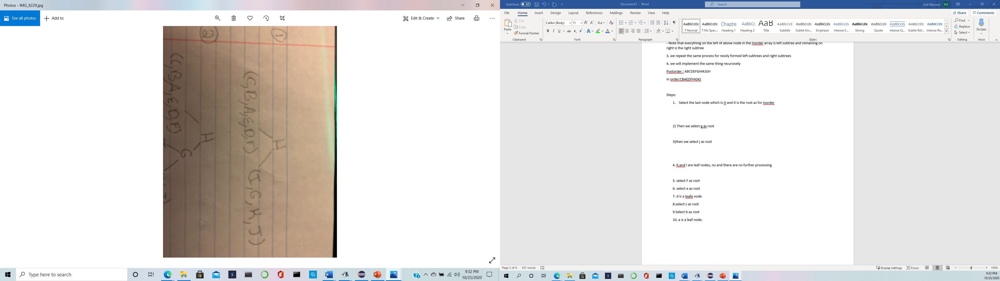 Photos - IMG_8229.jpg
See all photos
Add to
Edit & Create
Share
①
H
(C,B,A,E,D,F) (I,G,K,J)
②
H
(C,B,A,E,D,F) G
Type here to search
9:32 PM
10/25/2020
AutoSave Off
Document3 - Word
Search
Erik Marrero EM
File Home Insert Design Layout References Mailings Review View Help
Share Comments
Paste
Cut
Copy
Format Painter
Clipboard
Calibri (Body) 11
Font
Paragraph
AaBbCcDc AaBbCcDc Chapte AaBbCc AaB AaBbCcD AaBbCcDt AaBbCcDt AaBbCcDt AaBbCcDc AaBbCcDt AaBbCcDt AABBCCDD AABBCCDD
¶ Normal ¶ No Spac... Heading 1 Heading 2 Title Subtitle Subtle Em... Emphasis Intense E... Strong Quote Intense Q... Subtle Ref... Intense Re...
Styles
Find
Replace
Select
Editing
Dictate
Voice
--Note that everything on the left of above node in the inorder array is left subtree and remaining on
right is the right subtree
3. we repeat the same process for newly formed left subtrees and right subtrees
4. we will implement the same thing recursively
Postorder : ABCDEFGHIKJGH
In order:CBAEDFHIGKJ
Steps:
1. Select the last node which is H and it is the root as for inorder
2) Then we select g as root
3)then we select j as root
4. K,and I are leaf nodes, no and there are no further processing
5. select F as root
6. select e as root
7. d is a leafe node
8.select c as root
9.Select b as root
10. a is a leaf node.
Page 2 of 6 547 words
Display Settings Focus
100%
9:32 PM
10/25/2020